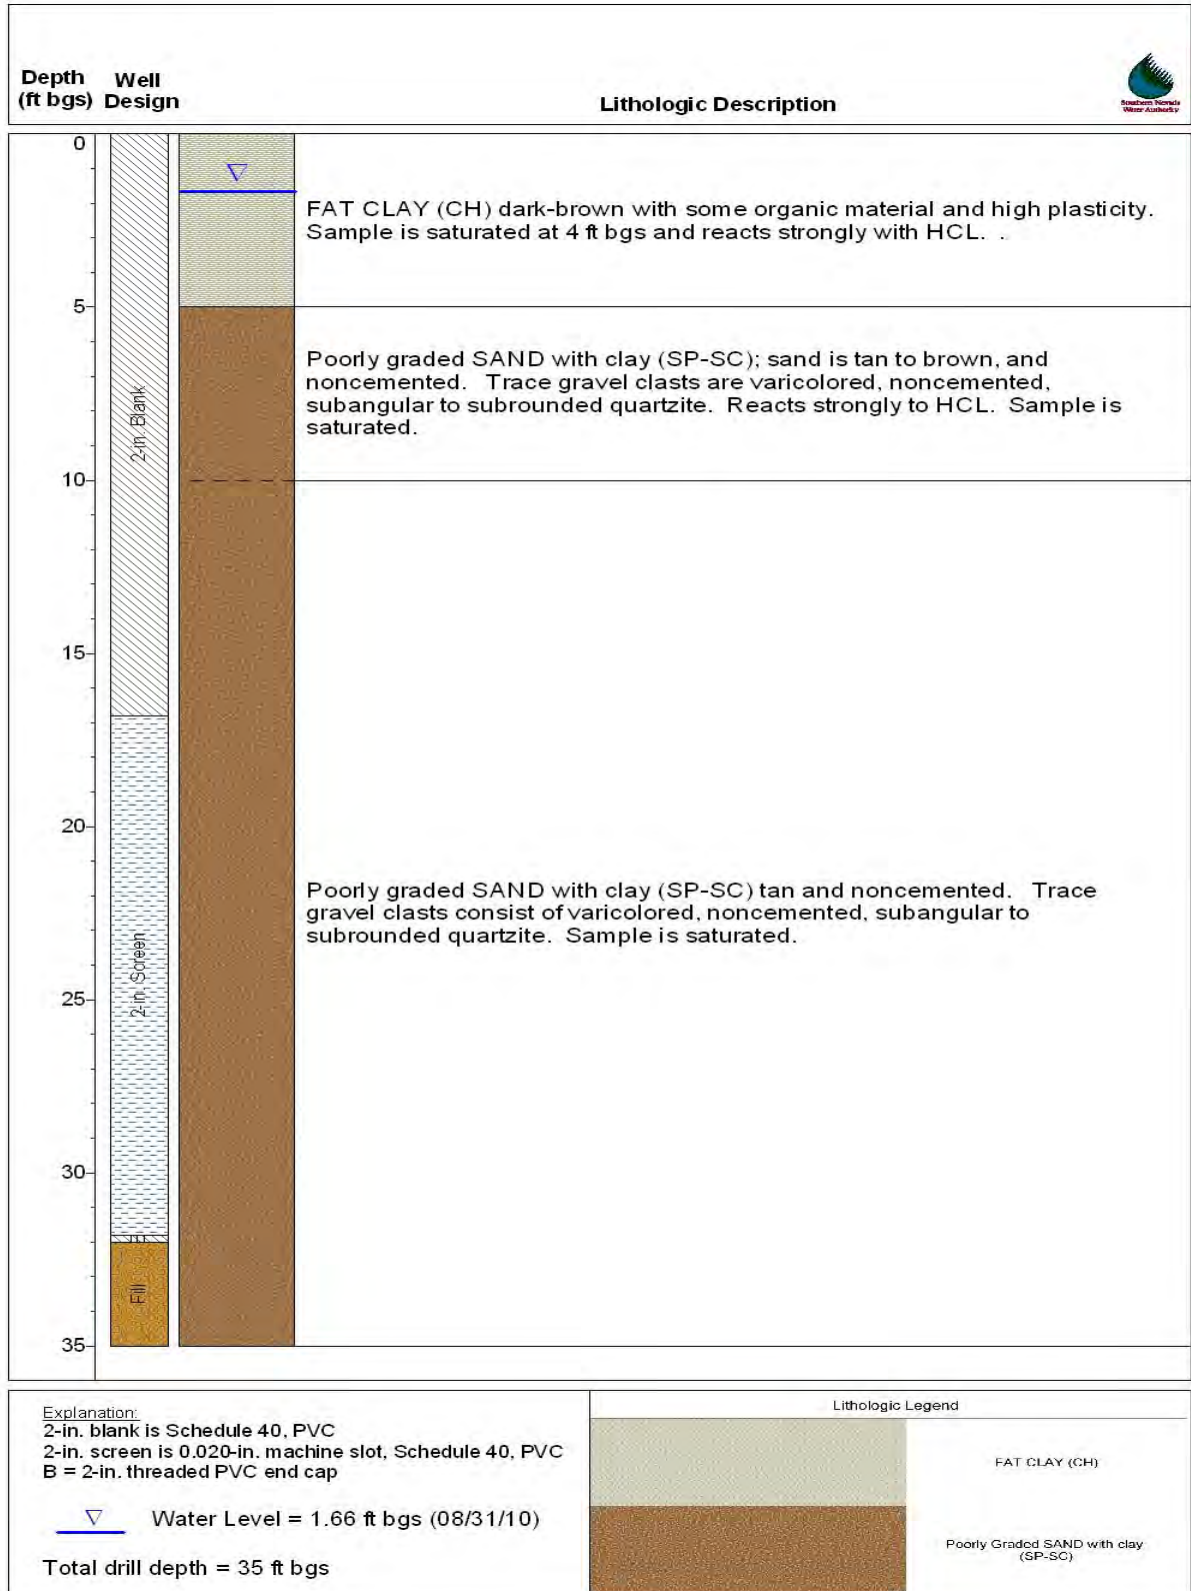 Depth
(ft bgs)
Well
Design
Lithologic Description
Southern Nevada
Water Authority
0
FAT CLAY (CH) dark-brown with some organic material and high plasticity.
Sample is saturated at 4 ft bgs and reacts strongly with HCL. .
5
Poorly graded SAND with clay (SP-SC); sand is tan to brown, and
noncemented. Trace gravel clasts are varicolored, noncemented,
subangular to subrounded quartzite. Reacts strongly to HCL. Sample is
saturated.
2-in. Blank
10
15
20
Poorly graded SAND with clay (SP-SC) tan and noncemented. Trace
gravel clasts consist of varicolored, noncemented, subangular to
subrounded quartzite. Sample is saturated.
2-in. Screen
25
30
Fill
35
Explanation:
2-in. blank is Schedule 40, PVC
2-in. screen is 0.020-in. machine slot, Schedule 40, PVC
B = 2-in. threaded PVC end cap
Water Level = 1.66 ft bgs (08/31/10)
Total drill depth = 35 ft bgs
Lithologic Legend
FAT CLAY (CH)
Poorly Graded SAND with clay
(SP-SC)